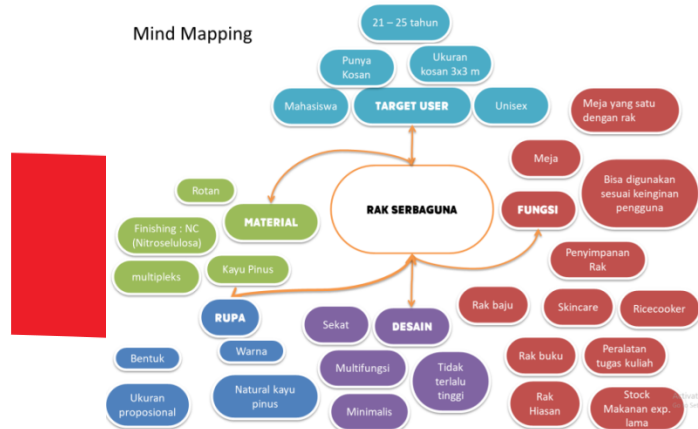 Mind Mapping
21 – 25 tahun
Punya
Kosan
Ukuran
kosan 3x3 m
Mahasiswa
TARGET USER
Unisex
Meja yang satu
dengan rak
Meja
Rotan
MATERIAL
RAK SERBAGUNA
FUNGSI
Bisa digunakan
sesuai keinginan
pengguna
Finishing : NC
(Nitroselulosa)
multipleks
Kayu Pinus
Penyimpanan
Rak
RUPA
Sekat
DESAIN
Rak baju
Skincare
Ricecooker
Bentuk
Warna
Multifungsi
Tidak
terlalu
tinggi
Rak buku
Peralatan
tugas kuliah
Ukuran
proposional
Natural kayu
pinus
Minimalis
Rak
Hiasan
Stock
Makanan exp.
lama